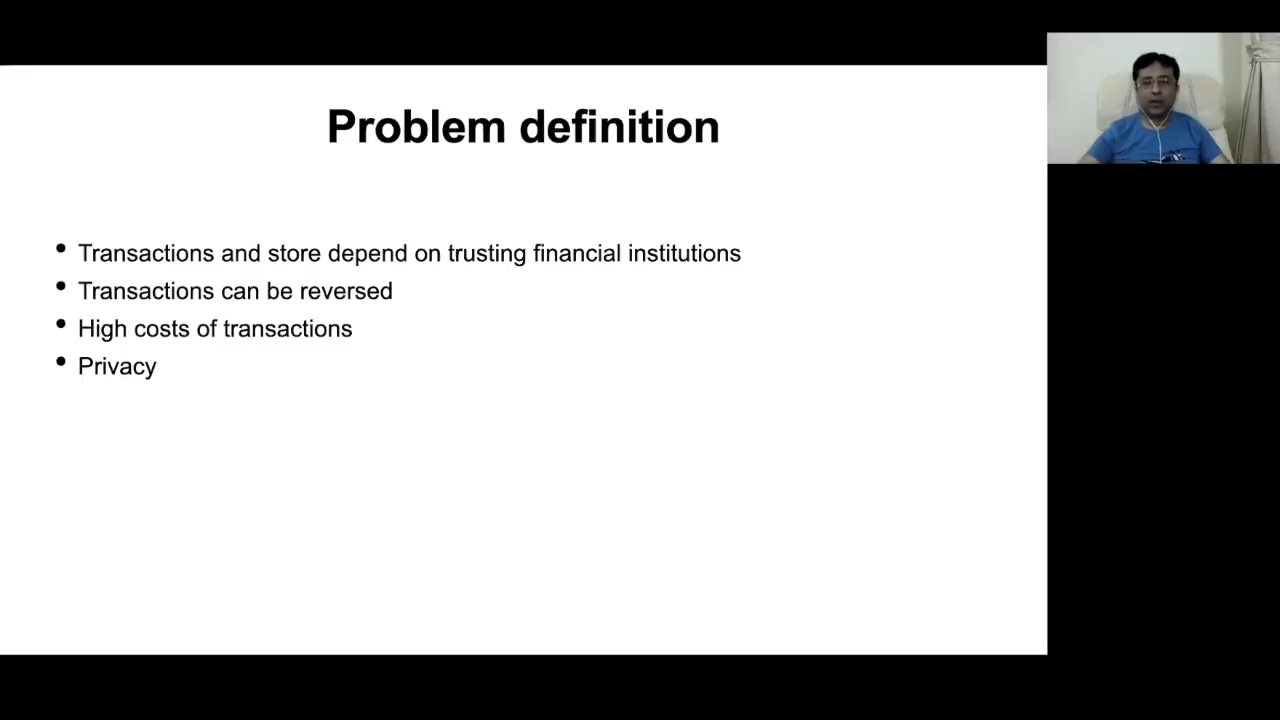 Problem definition
• Transactions and store depend on trusting financial institutions
• Transactions can be reversed
• High costs of transactions
• Privacy